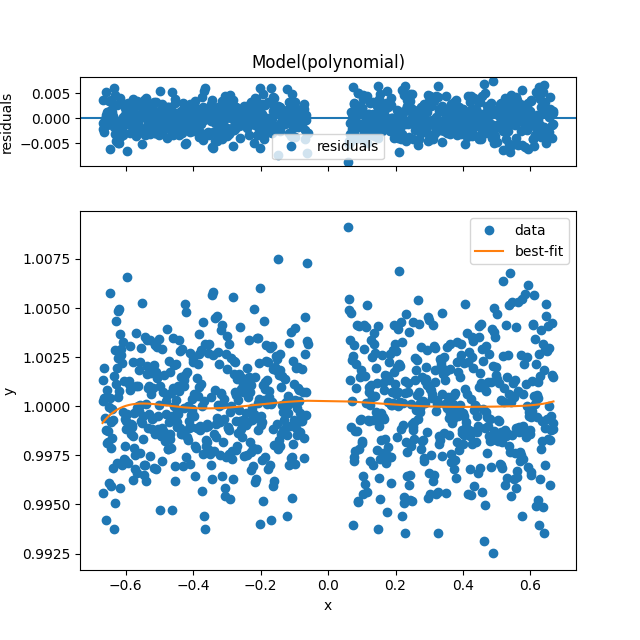 Model(polynomial)
residuals
0.005
0.000
−0.005
residuals
y
1.0075
1.0050
1.0025
1.0000
0.9975
0.9950
0.9925
data
best-fit
−0.6 −0.4 −0.2 0.0 0.2 0.4 0.6
x